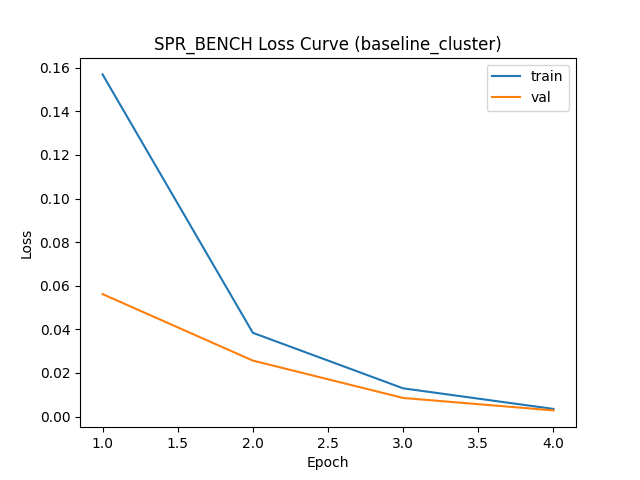 SPR_BENCH Loss Curve (baseline_cluster)
train
val
0.16
0.14
0.12
0.10
0.08
0.06
0.04
0.02
0.00
Loss
1.0 1.5 2.0 2.5 3.0 3.5 4.0
Epoch